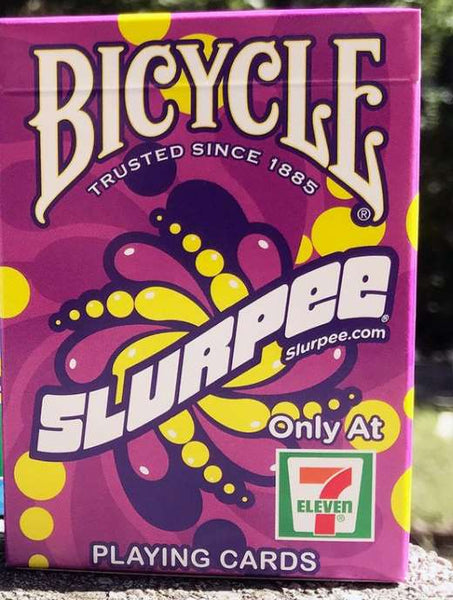 BICYCLE®
TRUSTED SINCE 1885
SLURPEE®
Slurpee.com
Only At
7
ELEVEn®
PLAYING CARDS